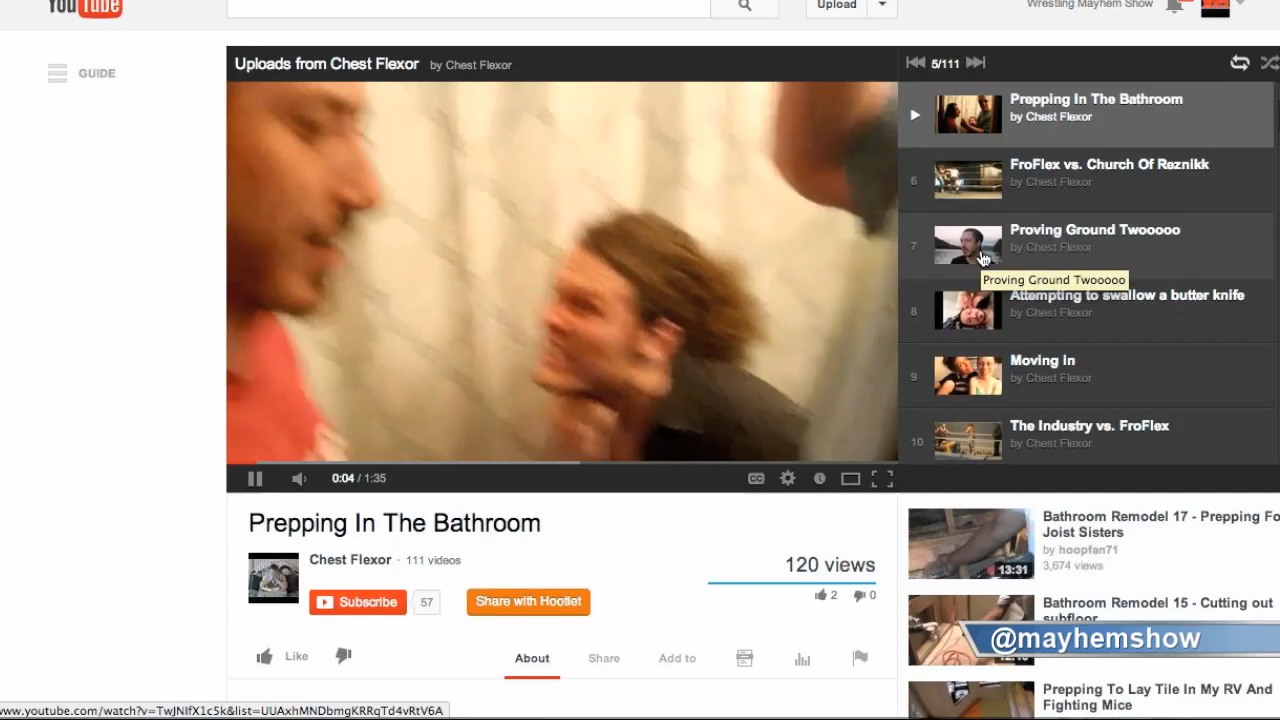 YouTube
Upload
Wrestling Mayhem Show
GUIDE
Uploads from Chest Flexor by Chest Flexor
5/111
Prepping In The Bathroom
by Chest Flexor
6
FroFlex vs. Church Of Reznikk
by Chest Flexor
7
Proving Ground Twooooo
by Chest Flexor
Proving Ground Twooooo
8
Attempting to swallow a butter knife
by Chest Flexor
9
Moving in
by Chest Flexor
10
The Industry vs. FroFlex
by Chest Flexor
0:04 / 1:35
CC
Prepping In The Bathroom
Chest Flexor · 111 videos
Subscribe 57
Share with Hootlet
120 views
2 0
Like
About Share Add to
Bathroom Remodel 17 - Prepping Fo
Joist Sisters
by hoopfan71
3,674 views
13:31
Bathroom Remodel 15 - Cutting out
subfloor
@mayhemshow
Prepping To Lay Tile In My RV And
Fighting Mice
www.youtube.com/watch?v=TwJNIfX1c5k&list=UUAxhMNDbmgKRRqTd4vRtV6A